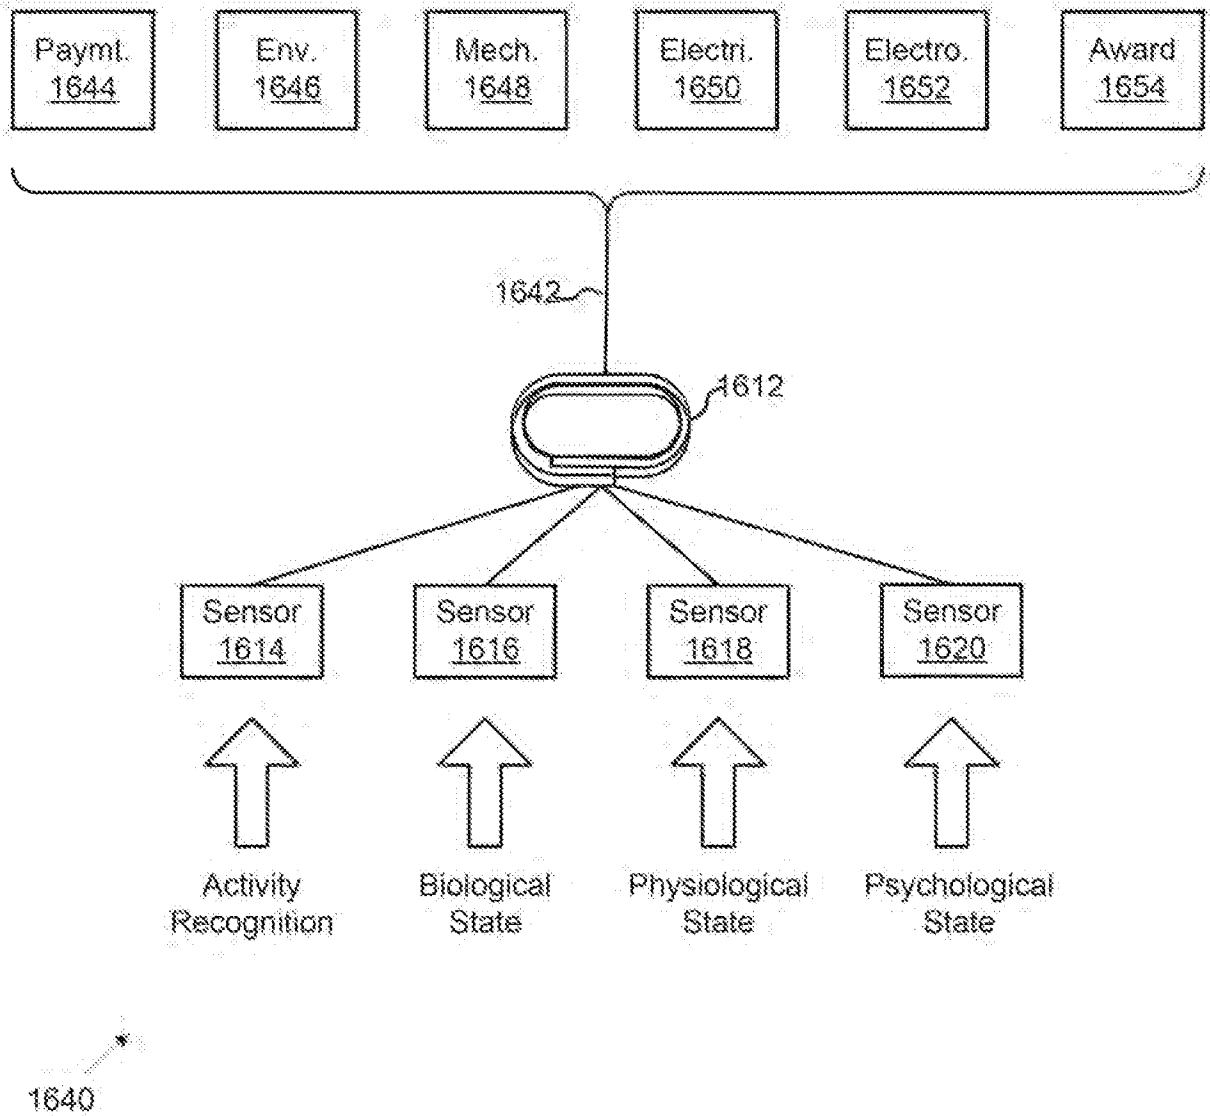 Paymt.
1644
Env.
1646
Mech.
1648
Electri.
1650
Electro.
1652
Award
1654
1642
1612
Sensor
1614
Sensor
1616
Sensor
1618
Sensor
1620
Activity
Recognition
Biological
State
Physiological
State
Psychological
State
1640